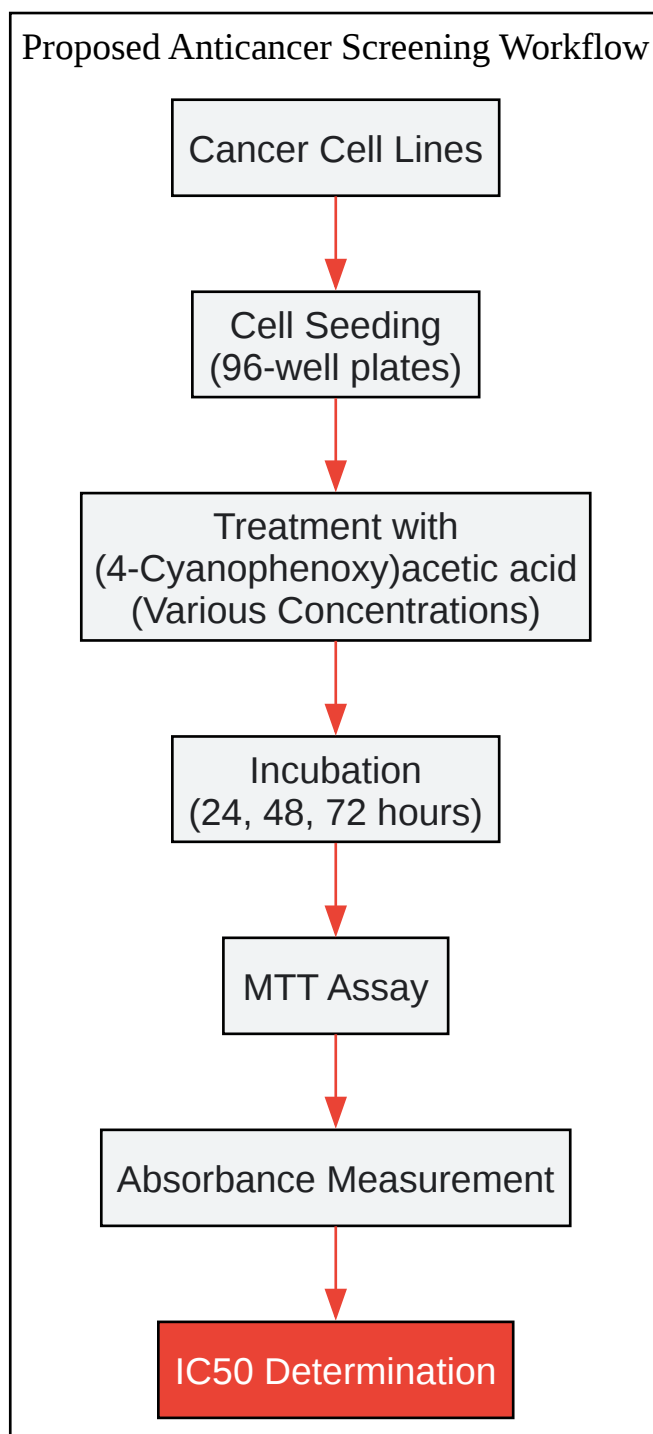 Proposed Anticancer Screening Workflow
Cancer Cell Lines
Cell Seeding
(96-well plates)
Treatment with
(4-Cyanophenoxy)acetic acid
(Various Concentrations)
Incubation
(24, 48, 72 hours)
MTT Assay
Absorbance Measurement
IC50 Determination